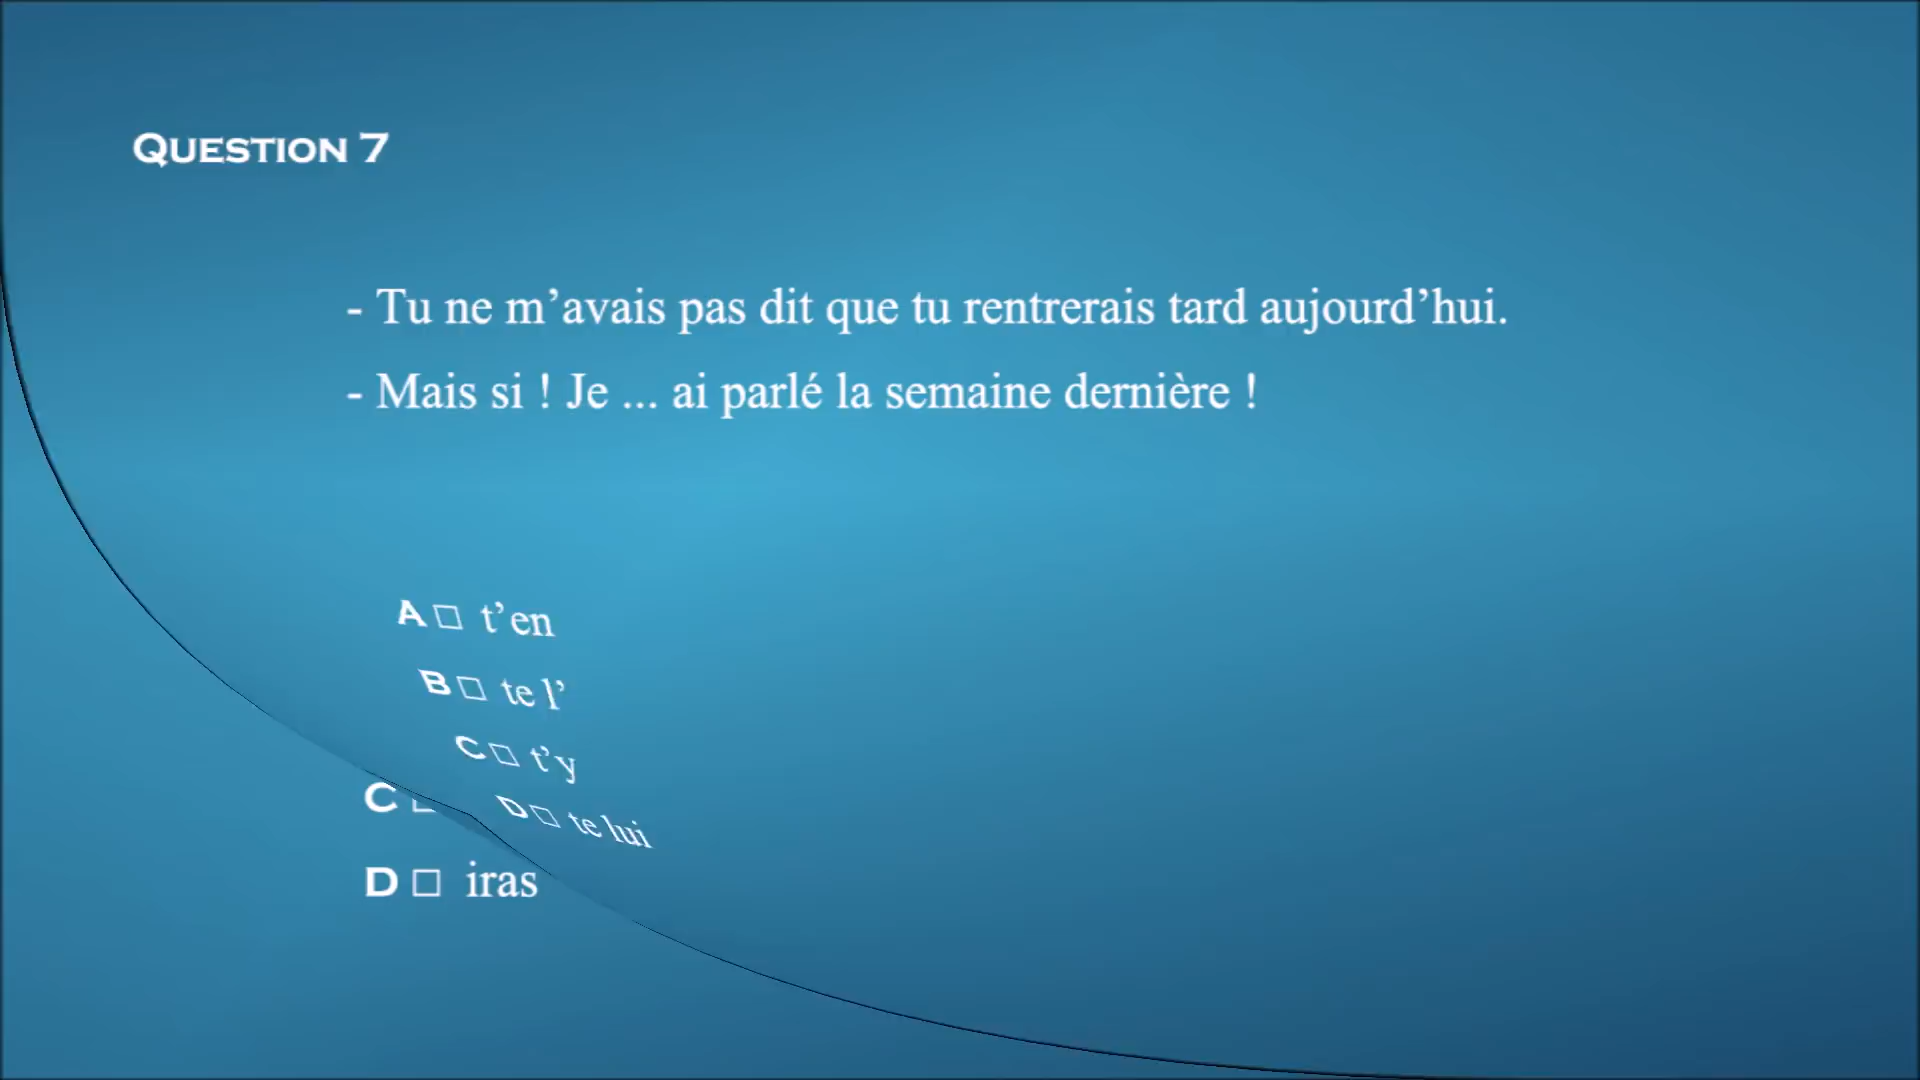 QUESTION 7
- Tu ne m’avais pas dit que tu rentrerais tard aujourd’hui.
- Mais si ! Je ... ai parlé la semaine dernière !
A □ t’en
B □ te l’
C □ t’y
D □ te lui
C
D □ iras